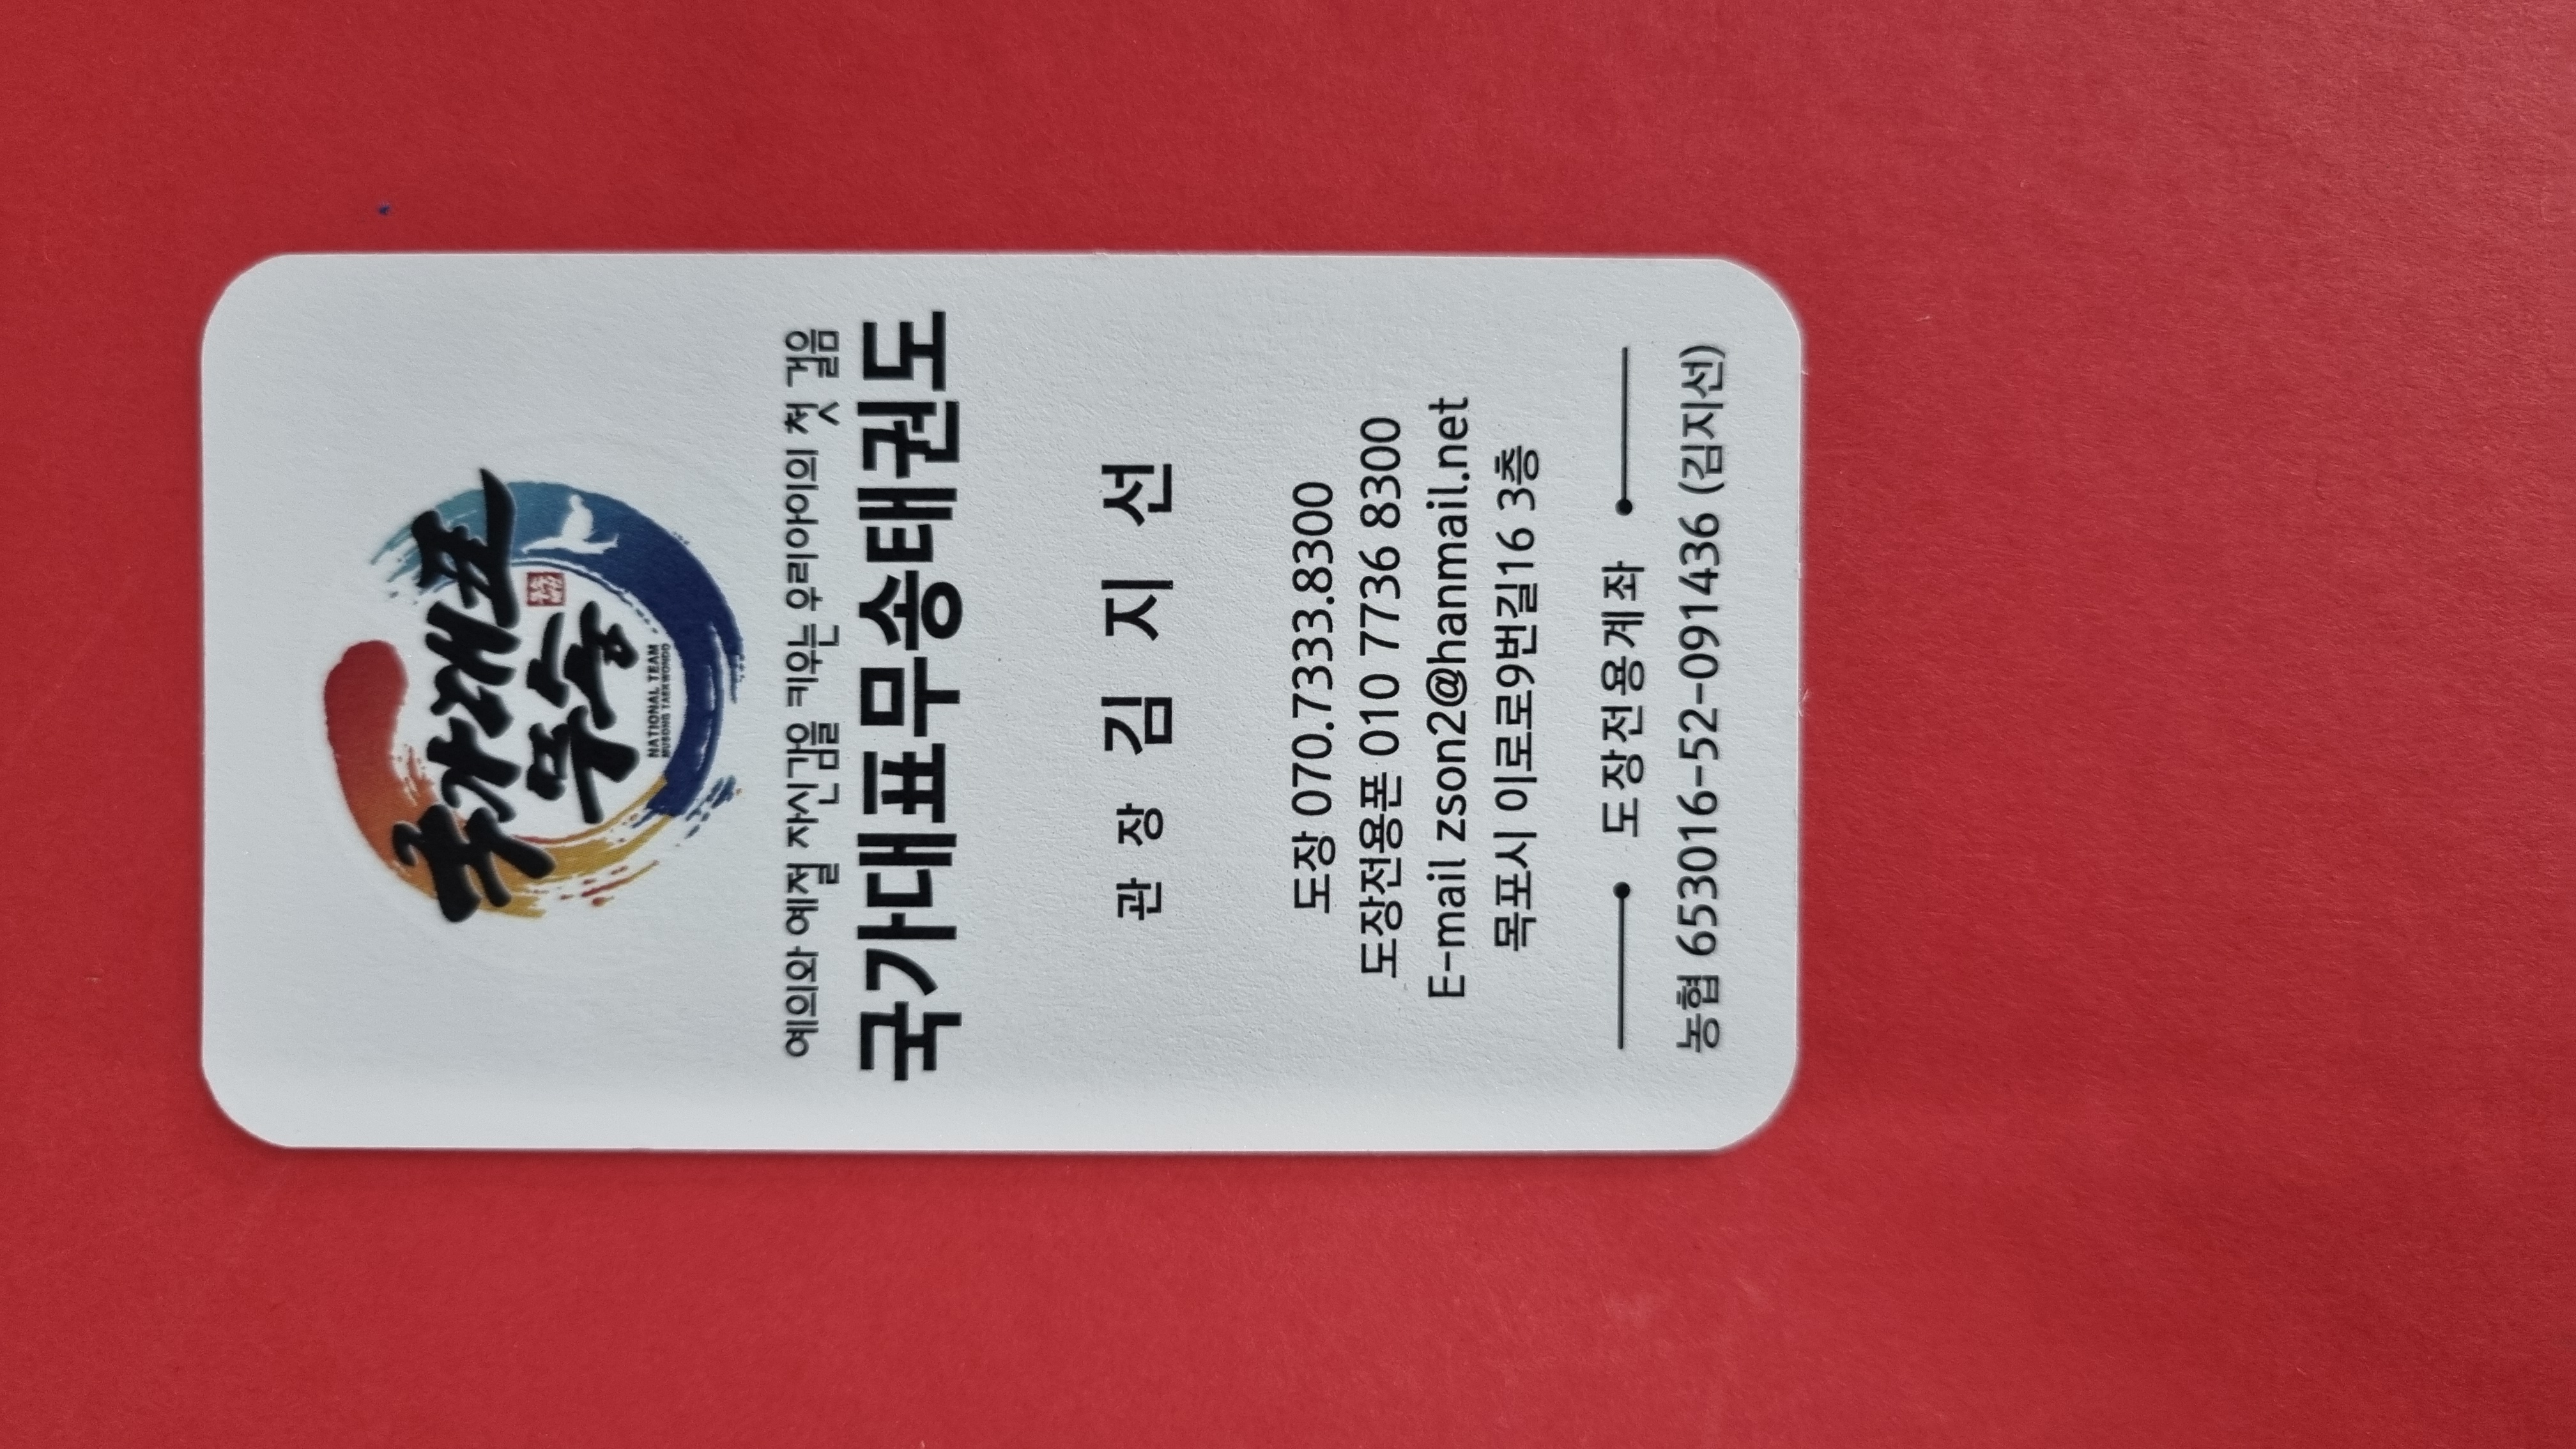 국가대표
무송
NATIONAL TEAM
MUSONG TAEKWONDO
예의와 예절 자신감을 키우는 우리아이의 첫 걸음
국가대표무송태권도
관 장 김 지 선
도장 070.7333.8300
도장전용폰 010 7736 8300
E-mail zson2@hanmail.net
목포시 이로로9번길16 3층
도장전용계좌
농협 653016-52-091436 (김지선)